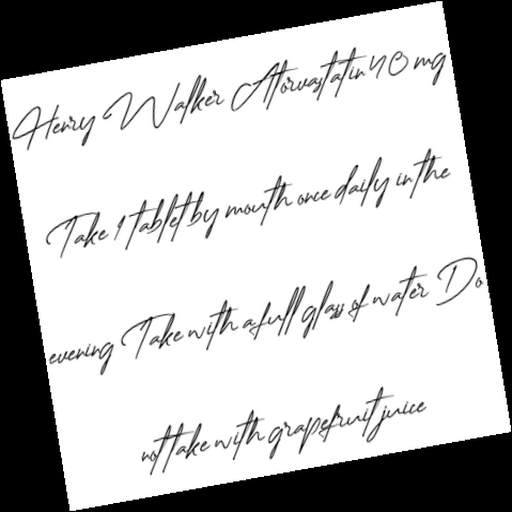 Henry Walker Atorvastatin 40 mg
Take 1 tablet by mouth once daily in the
evening Take with a full glass of water Do
not take with grapefruit juice